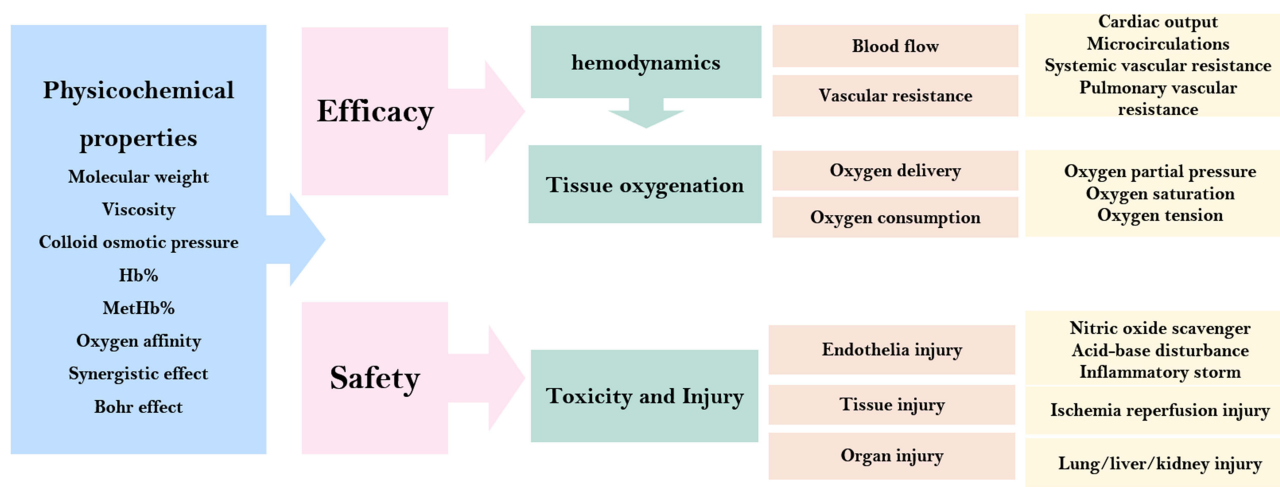 Physicochemical
properties
Molecular weight
Viscosity
Colloid osmotic pressure
Hb%
MetHb%
Oxygen affinity
Synergistic effect
Bohr effect
Efficacy
hemodynamics
Blood flow
Vascular resistance
Cardiac output
Microcirculations
Systemic vascular resistance
Pulmonary vascular
resistance
Tissue oxygenation
Oxygen delivery
Oxygen consumption
Oxygen partial pressure
Oxygen saturation
Oxygen tension
Safety
Toxicity and Injury
Endothelia injury
Nitric oxide scavenger
Acid-base disturbance
Inflammatory storm
Tissue injury
Ischemia reperfusion injury
Organ injury
Lung/liver/kidney injury